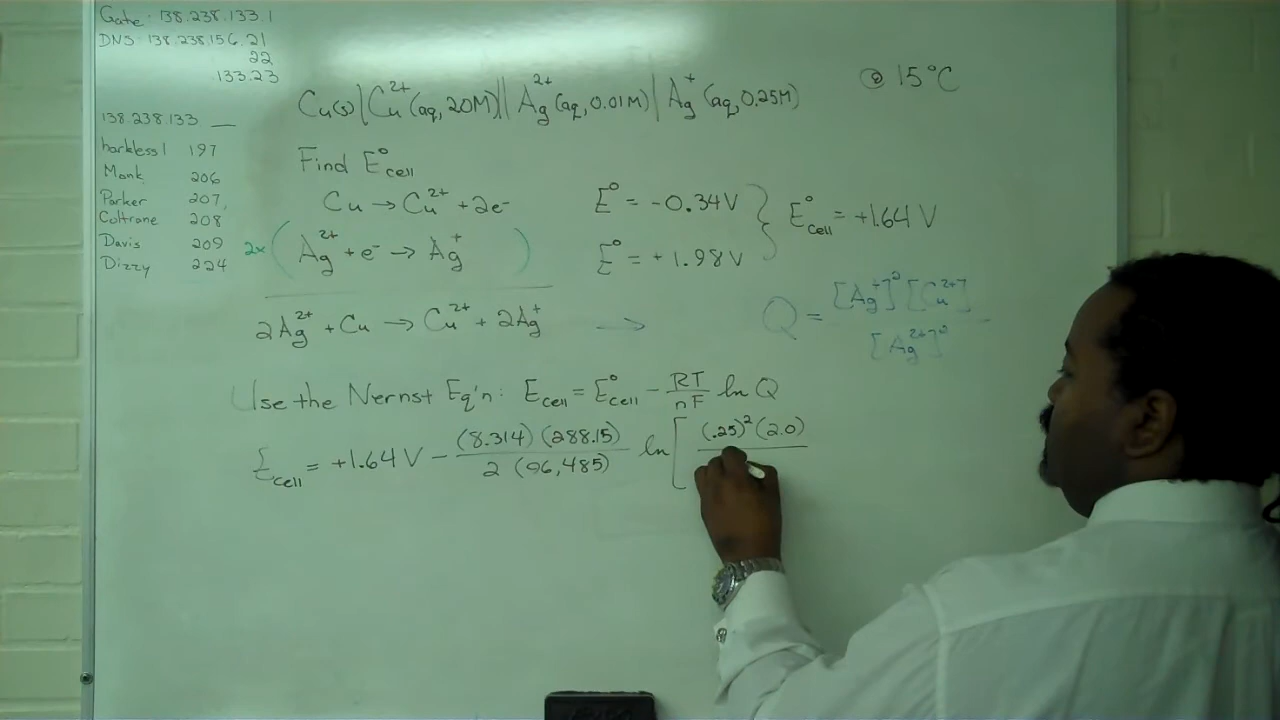 Gate: 138.238.133.1
DNS: 138.238.156.21
22
133.23
138.238.133 __
harkless1 197
Monk 206
Parker 207
Coltrane 208
Davis 209
Dizzy 224
Cu(s)|Cu²⁺(aq, 2.0M)||Ag²⁺(aq, 0.01M)|Ag⁺(aq, 0.25M) @ 15°C
Find E°cell
Cu → Cu²⁺ + 2e⁻ E° = -0.34V } E°cell = +1.64 V
2x (Ag²⁺ + e⁻ → Ag⁺) E° = +1.98V
2Ag²⁺ + Cu → Cu²⁺ + 2Ag⁺ → Q = [Ag⁺]²[Cu²⁺] / [Ag²⁺]²
Use the Nernst Eq'n: Ecell = E°cell - RT/nF ln Q
Ecell = +1.64V - (8.314)(288.15) / 2(96,485) ln [ (.25)²(2.0)